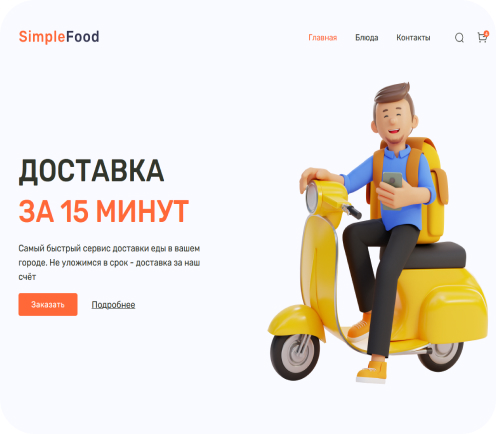 SimpleFood
Главная Блюда Контакты
ДОСТАВКА
ЗА 15 МИНУТ
Самый быстрый сервис доставки еды в вашем
городе. Не уложимся в срок - доставка за наш
счёт
Заказать Подробнее